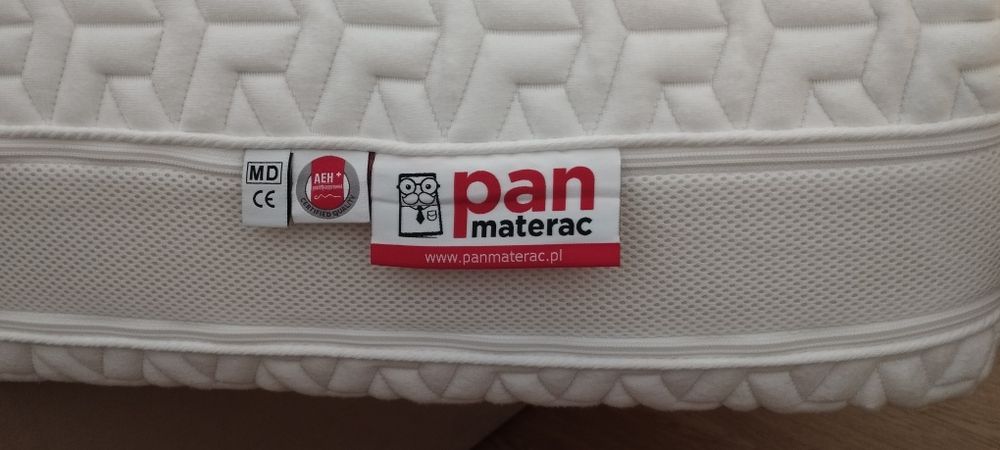 MD
CE
AEH+
CERTIFIED QUALITY
pan
materac
www.panmaterac.pl